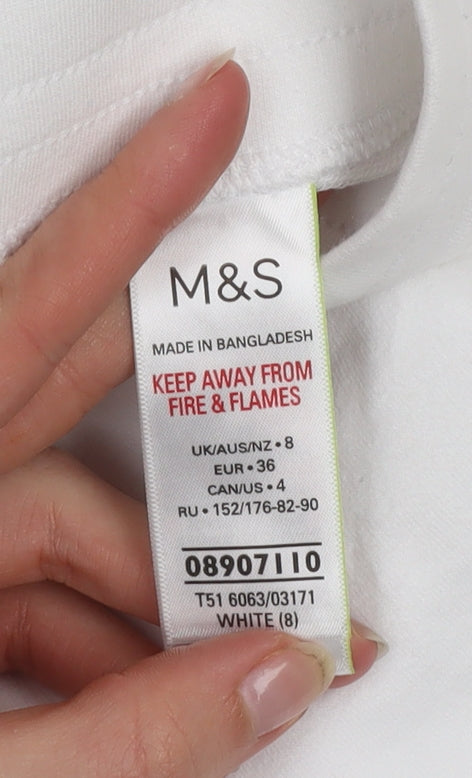 M&S
MADE IN BANGLADESH
KEEP AWAY FROM
FIRE & FLAMES
UK/AUS/NZ • 8
EUR • 36
CAN/US • 4
RU • 152/176-82-90
08907110
T51 6063/03171
WHITE (8)